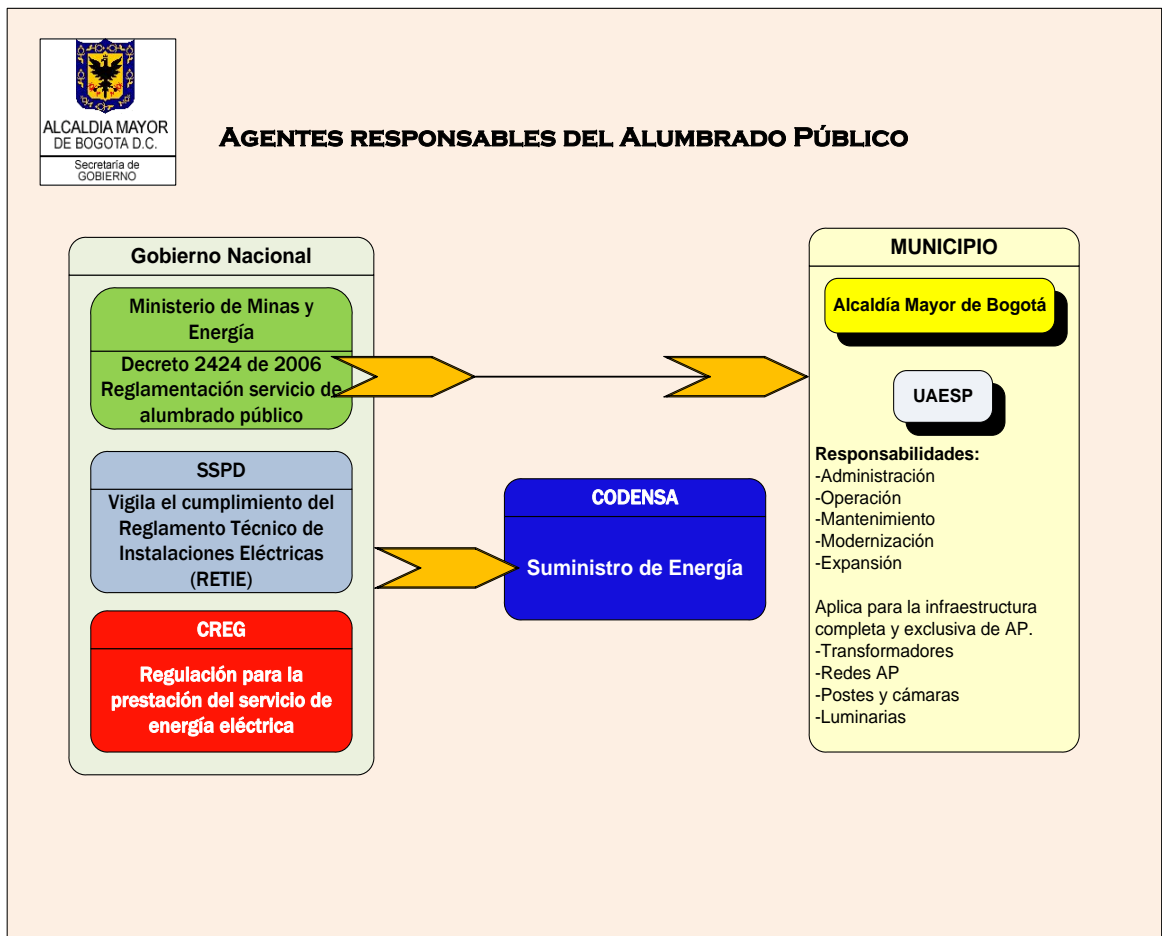 ALCALDIA MAYOR
DE BOGOTA D.C.
Secretaría de
GOBIERNO
AGENTES RESPONSABLES DEL ALUMBRADO PÚBLICO
Gobierno Nacional
Ministerio de Minas y
Energía
Decreto 2424 de 2006
Reglamentación servicio de
alumbrado público
SSPD
Vigila el cumplimiento del
Reglamento Técnico de
Instalaciones Eléctricas
(RETIE)
CREG
Regulación para la
prestación del servicio de
energía eléctrica
CODENSA
Suministro de Energía
MUNICIPIO
Alcaldía Mayor de Bogotá
UAESP
Responsabilidades:
-Administración
-Operación
-Mantenimiento
-Modernización
-Expansión
Aplica para la infraestructura
completa y exclusiva de AP.
-Transformadores
-Redes AP
-Postes y cámaras
-Luminarias